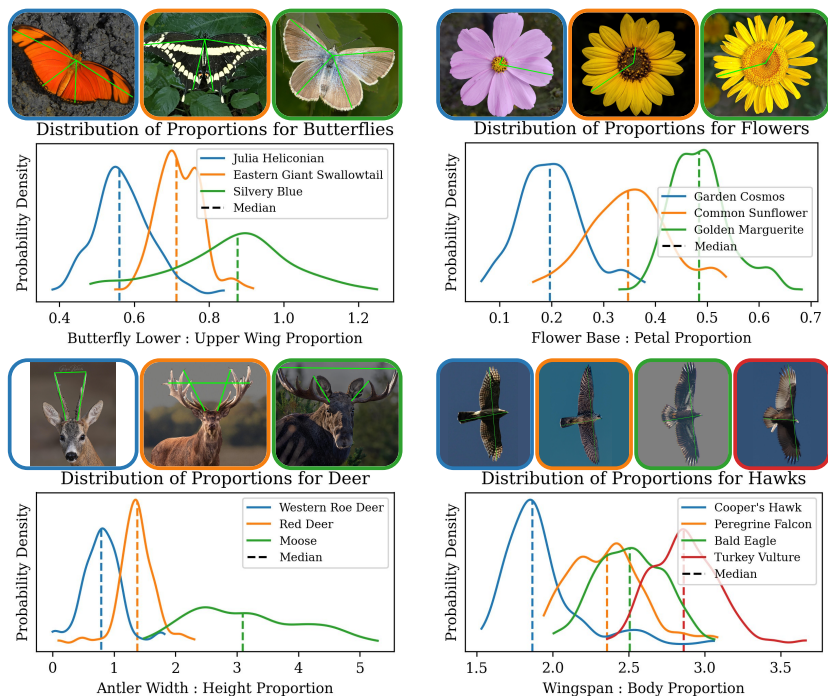 Distribution of Proportions for Butterflies
Probability Density
Julia Heliconian
Eastern Giant Swallowtail
Silvery Blue
Median
0.4 0.6 0.8 1.0 1.2
Butterfly Lower : Upper Wing Proportion
Distribution of Proportions for Flowers
Probability Density
Garden Cosmos
Common Sunflower
Golden Marguerite
Median
0.1 0.2 0.3 0.4 0.5 0.6 0.7
Flower Base : Petal Proportion
Distribution of Proportions for Deer
Probability Density
Western Roe Deer
Red Deer
Moose
Median
0 1 2 3 4 5
Antler Width : Height Proportion
Distribution of Proportions for Hawks
Probability Density
Cooper's Hawk
Peregrine Falcon
Bald Eagle
Turkey Vulture
Median
1.5 2.0 2.5 3.0 3.5
Wingspan : Body Proportion